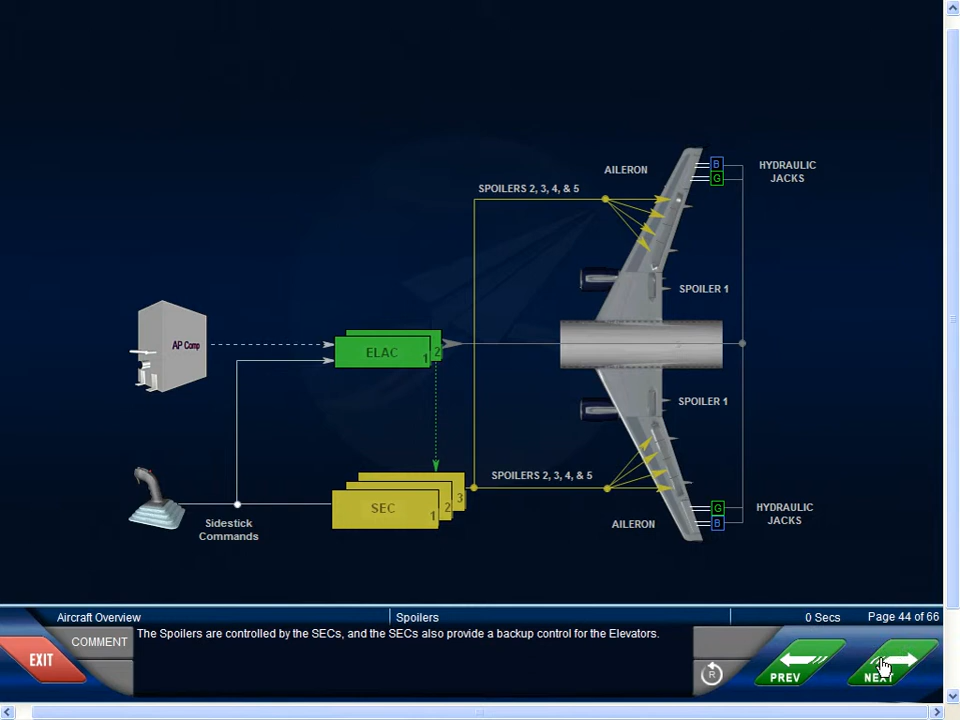 AILERON
B
G
HYDRAULIC
JACKS
SPOILERS 2, 3, 4, & 5
SPOILER 1
AP Comp
ELAC
1
2
SPOILER 1
SPOILERS 2, 3, 4, & 5
SEC
1
2
3
Sidestick
Commands
AILERON
G
B
HYDRAULIC
JACKS
Aircraft Overview
Spoilers
0 Secs
Page 44 of 66
EXIT
COMMENT
The Spoilers are controlled by the SECs, and the SECs also provide a backup control for the Elevators.
R
PREV
NEXT